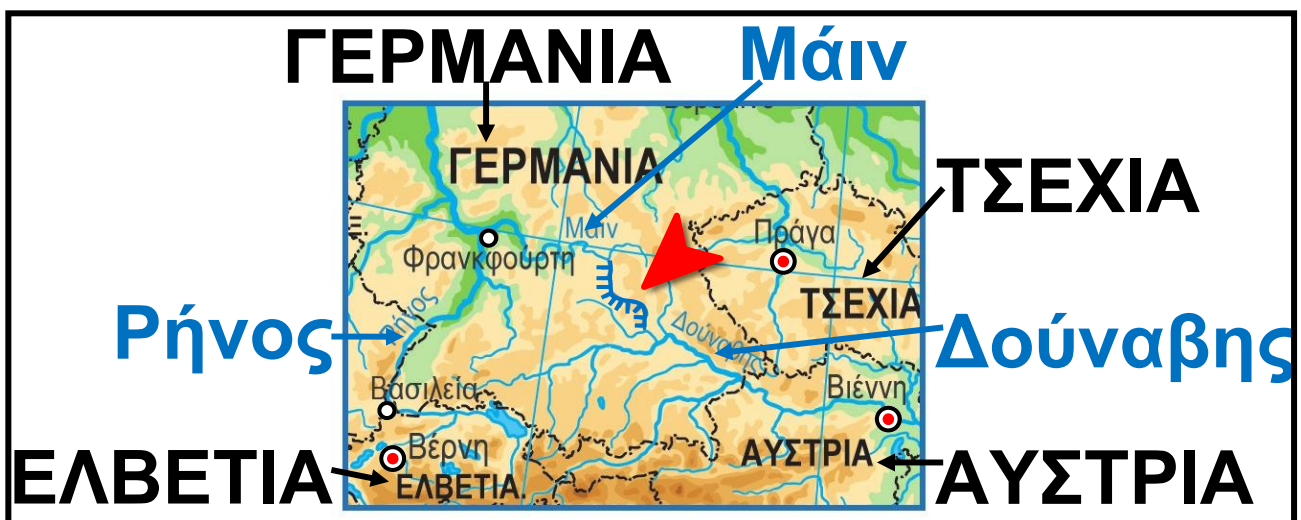 ΓΕΡΜΑΝΙΑ Μάιν
ΓΕΡΜΑΝΙΑ
ΤΣΕΧΙΑ
Μάιν
Πράγα
Φρανκφούρτη
ΤΣΕΧΙΑ
Ρήνος
Ρήνος
Δούναβης
Δούναβης
Βασιλεία
Βιέννη
Βέρνη
ΑΥΣΤΡΙΑ
ΕΛΒΕΤΙΑ
ΕΛΒΕΤΙΑ
ΑΥΣΤΡΙΑ